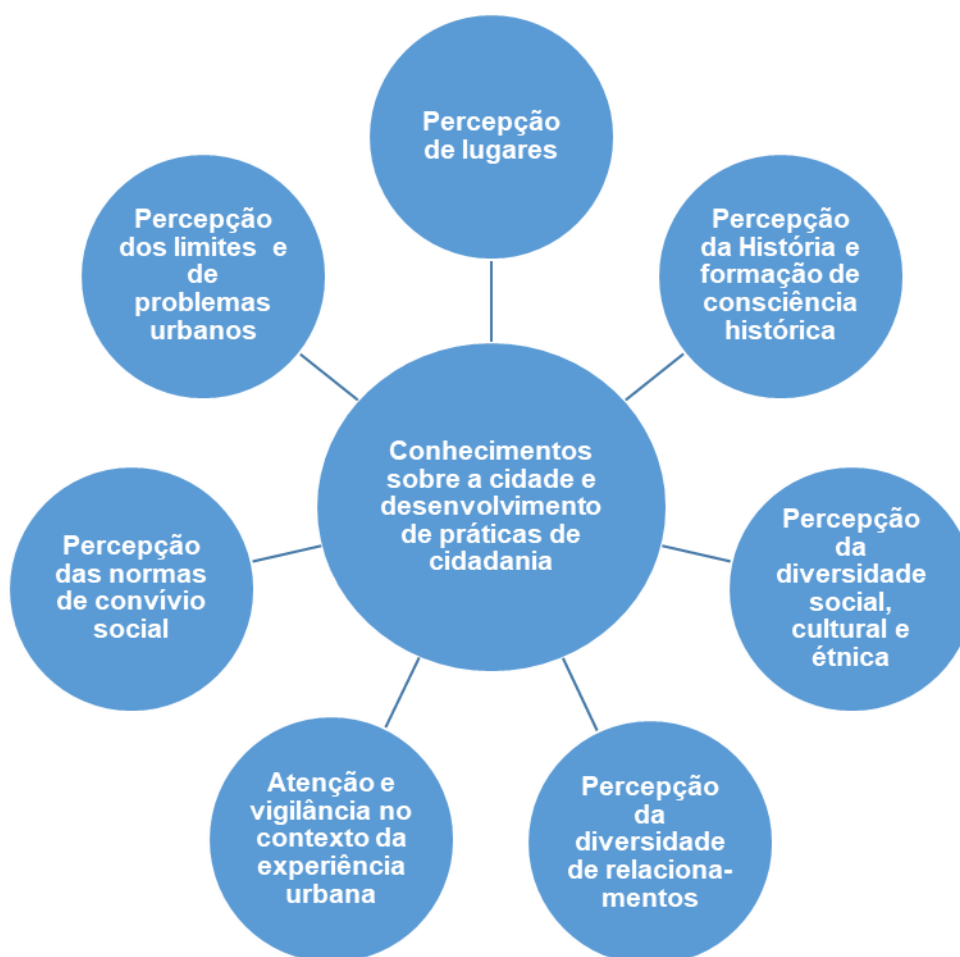 Percepção
de lugares
Percepção
da História e
formação de
consciência
histórica
Percepção
da
diversidade
social,
cultural e
étnica
Percepção
da
diversidade
de relaciona-
mentos
Atenção e
vigilância no
contexto da
experiência
urbana
Percepção
das normas
de convívio
social
Percepção
dos limites e
de
problemas
urbanos
Conhecimentos
sobre a cidade e
desenvolvimento
de práticas de
cidadania